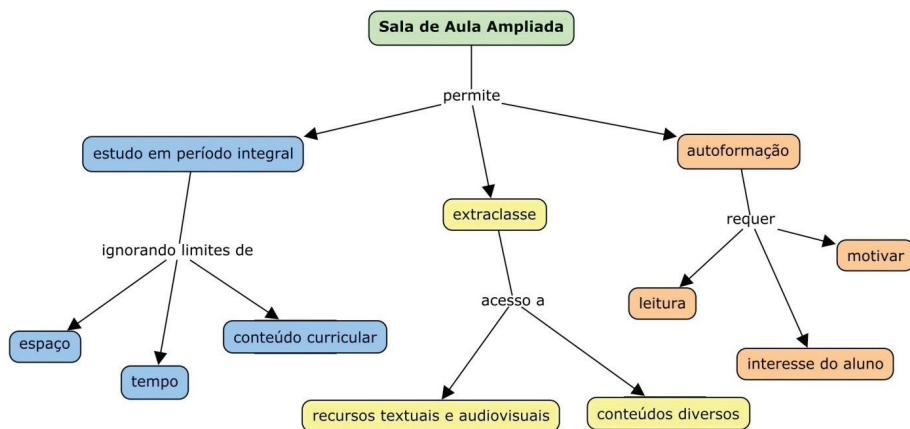 Sala de Aula Ampliada
permite
estudo em período integral
autoformação
extraclasse
requer
ignorando limites de
motivar
acesso a
leitura
espaço
conteúdo curricular
interesse do aluno
tempo
recursos textuais e audiovisuais
conteúdos diversos